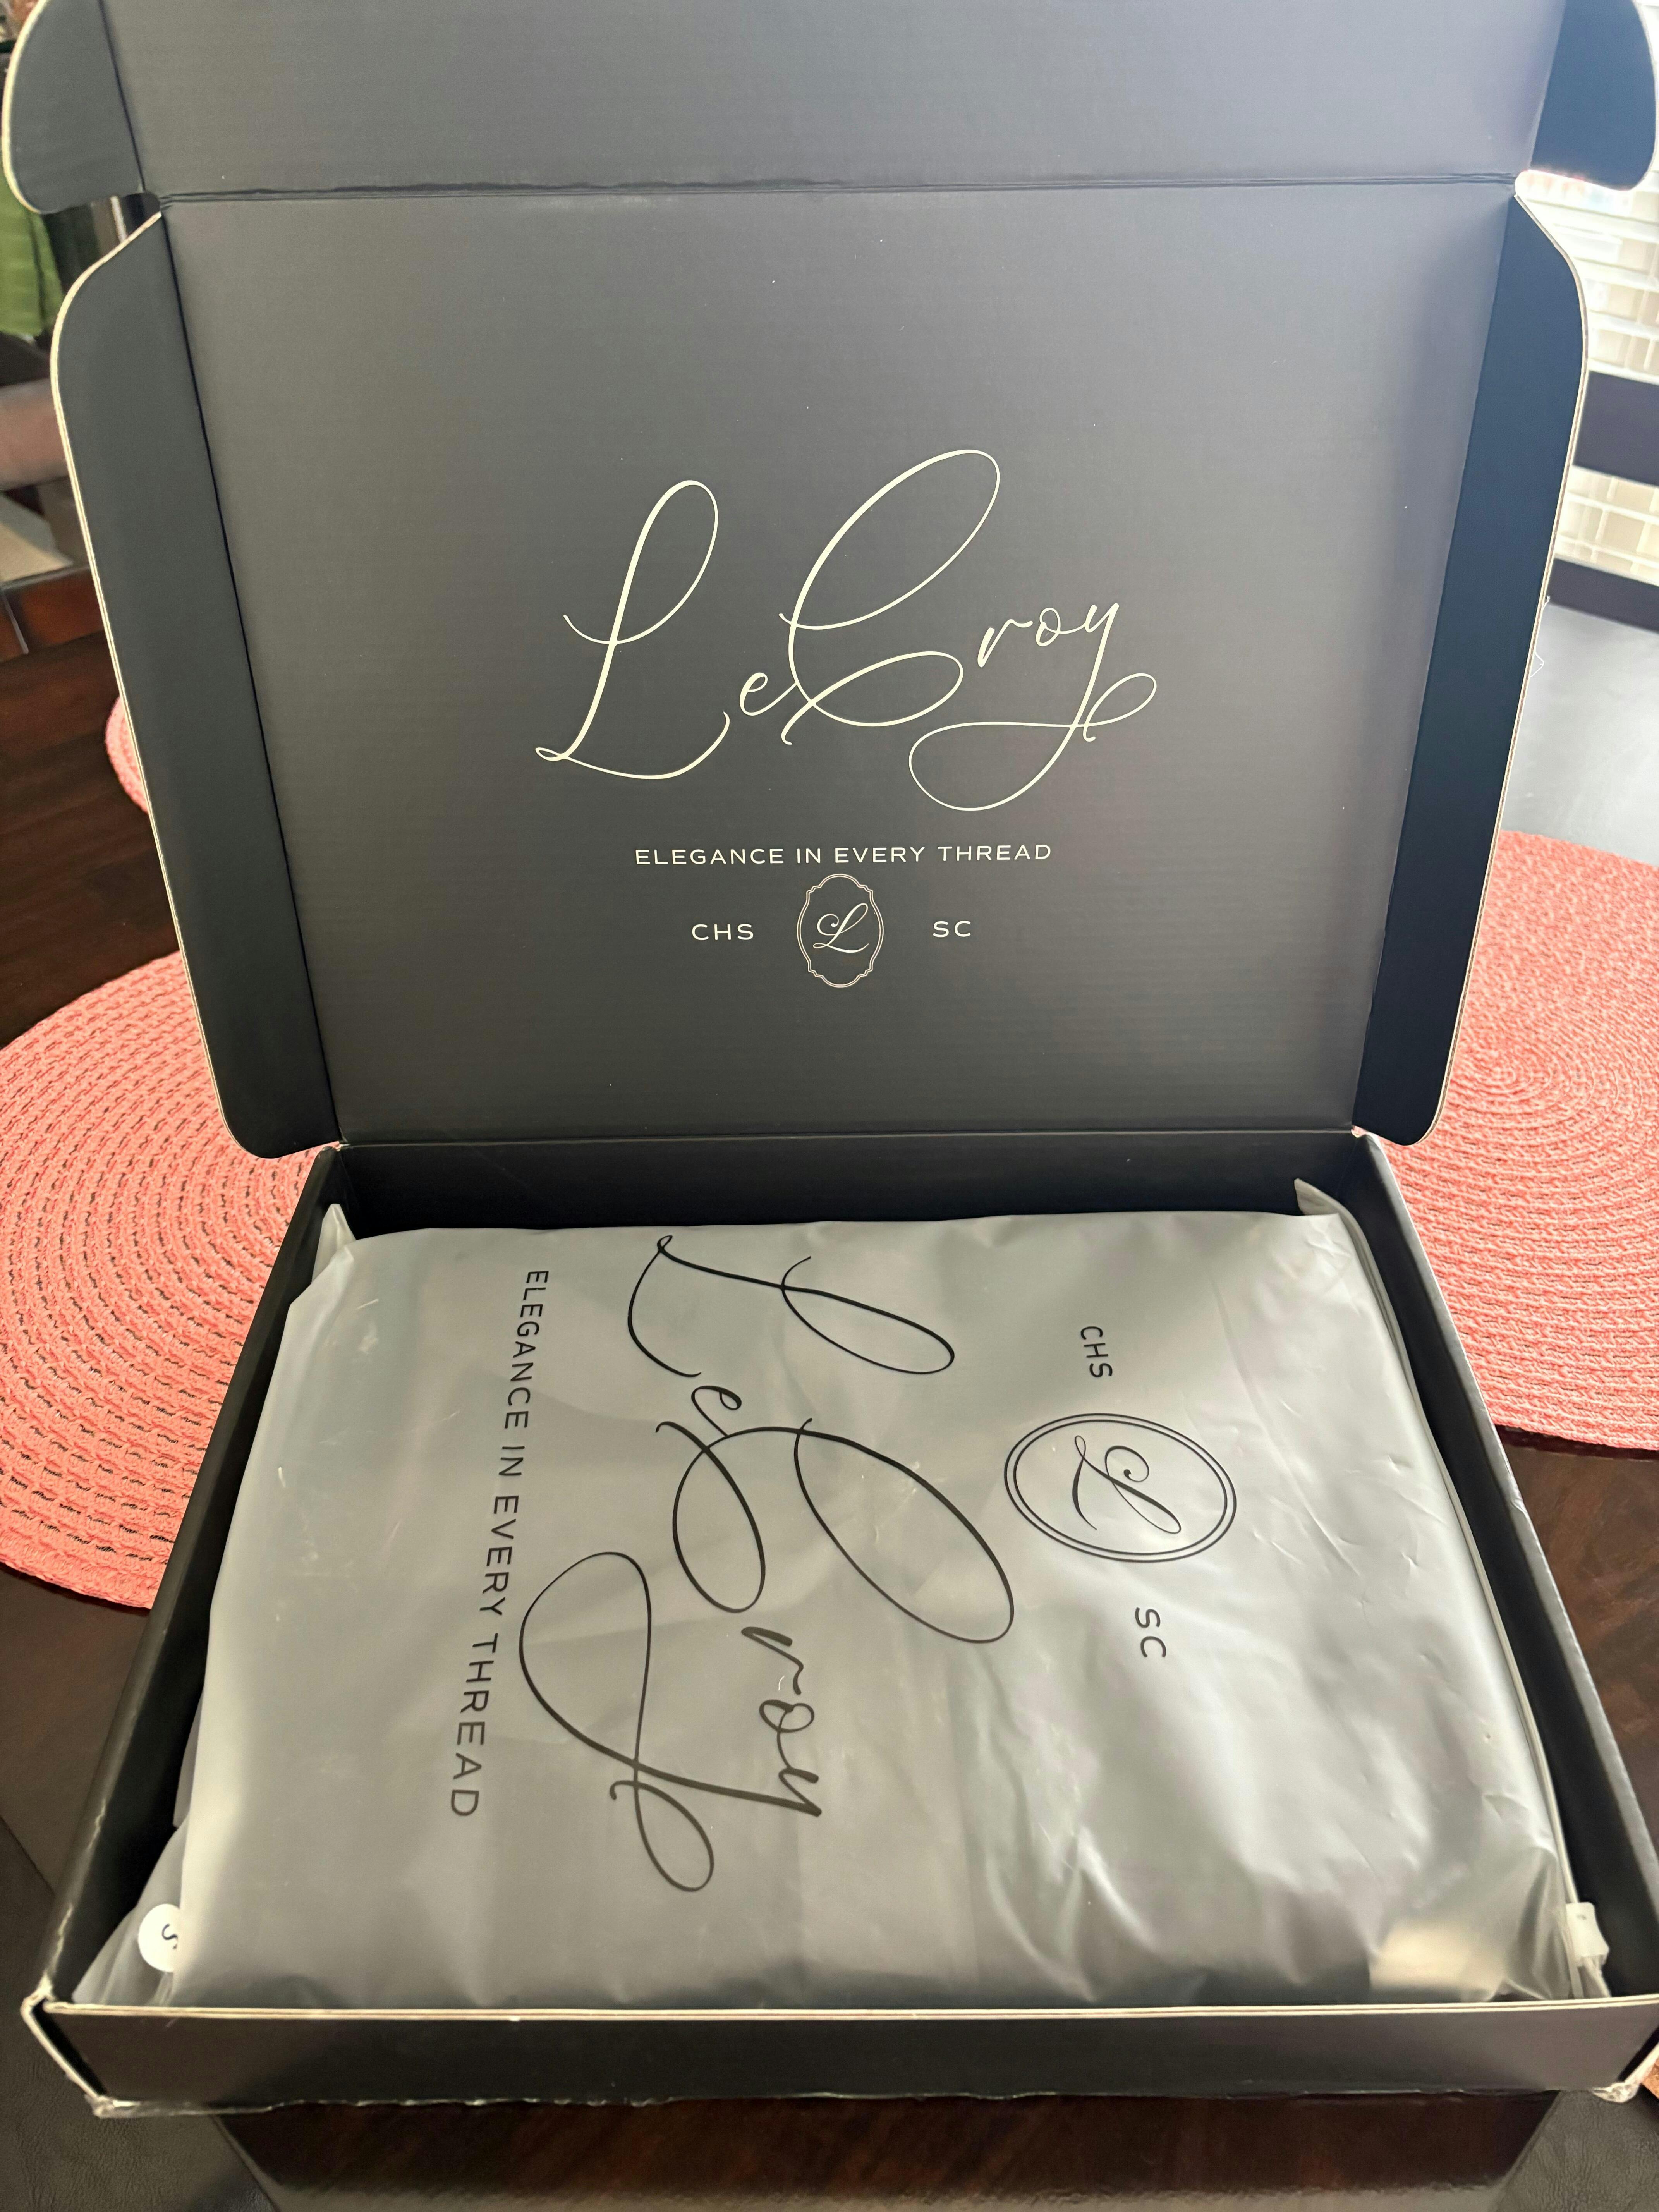 LeCroy
ELEGANCE IN EVERY THREAD
CHS L SC
CHS L SC
LeCroy
ELEGANCE IN EVERY THREAD
S